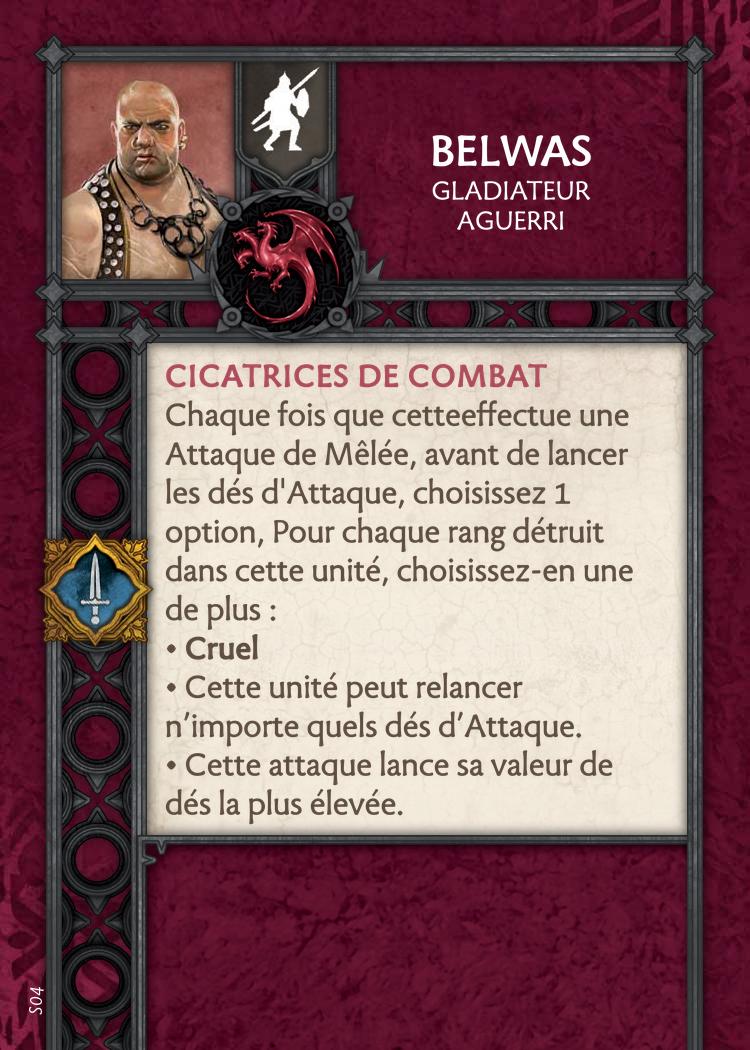 BELWAS
GLADIATEUR
AGUERRI
CICATRICES DE COMBAT
Chaque fois que cetteeffectue une
Attaque de Mêlée, avant de lancer
les dés d'Attaque, choisissez 1
option, Pour chaque rang détruit
dans cette unité, choisissez-en une
de plus :
• Cruel
• Cette unité peut relancer
n’importe quels dés d’Attaque.
• Cette attaque lance sa valeur de
dés la plus élevée.
S04